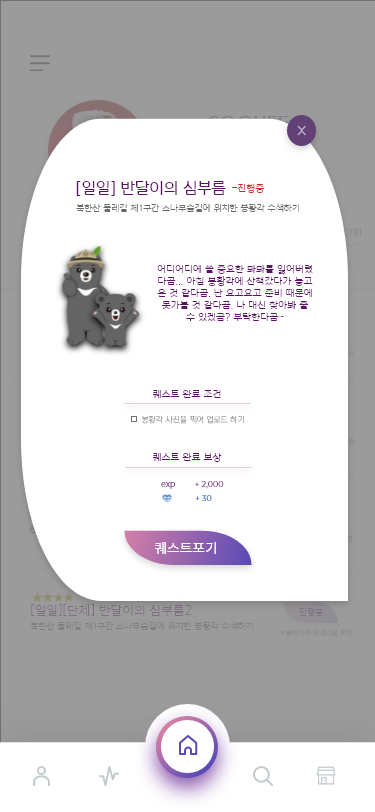 [일일] 반달이의 심부름 -진행중
북한산 둘레길 제1구간 소나무숲길에 위치한 봉황각 수색하기
어디어디에 쓸 중요한 봐봐를 잃어버렸
다곰... 아침 봉황각에 산책갔다가 놓고
온 것 같다곰. 난 요고요고 준비 때문에
못가볼 것 같다곰. 나 대신 찾아봐 줄
수 있겠곰? 부탁한다곰~
퀘스트 완료 조건
봉황각 사진을 찍어 업로드 하기
퀘스트 완료 보상
exp + 2,000
+ 30
퀘스트포기
[일일][단체] 반달이의 심부름2
북한산 둘레길 제1구간 소나무숲길에 위치한 봉황각 수색하기
진행중